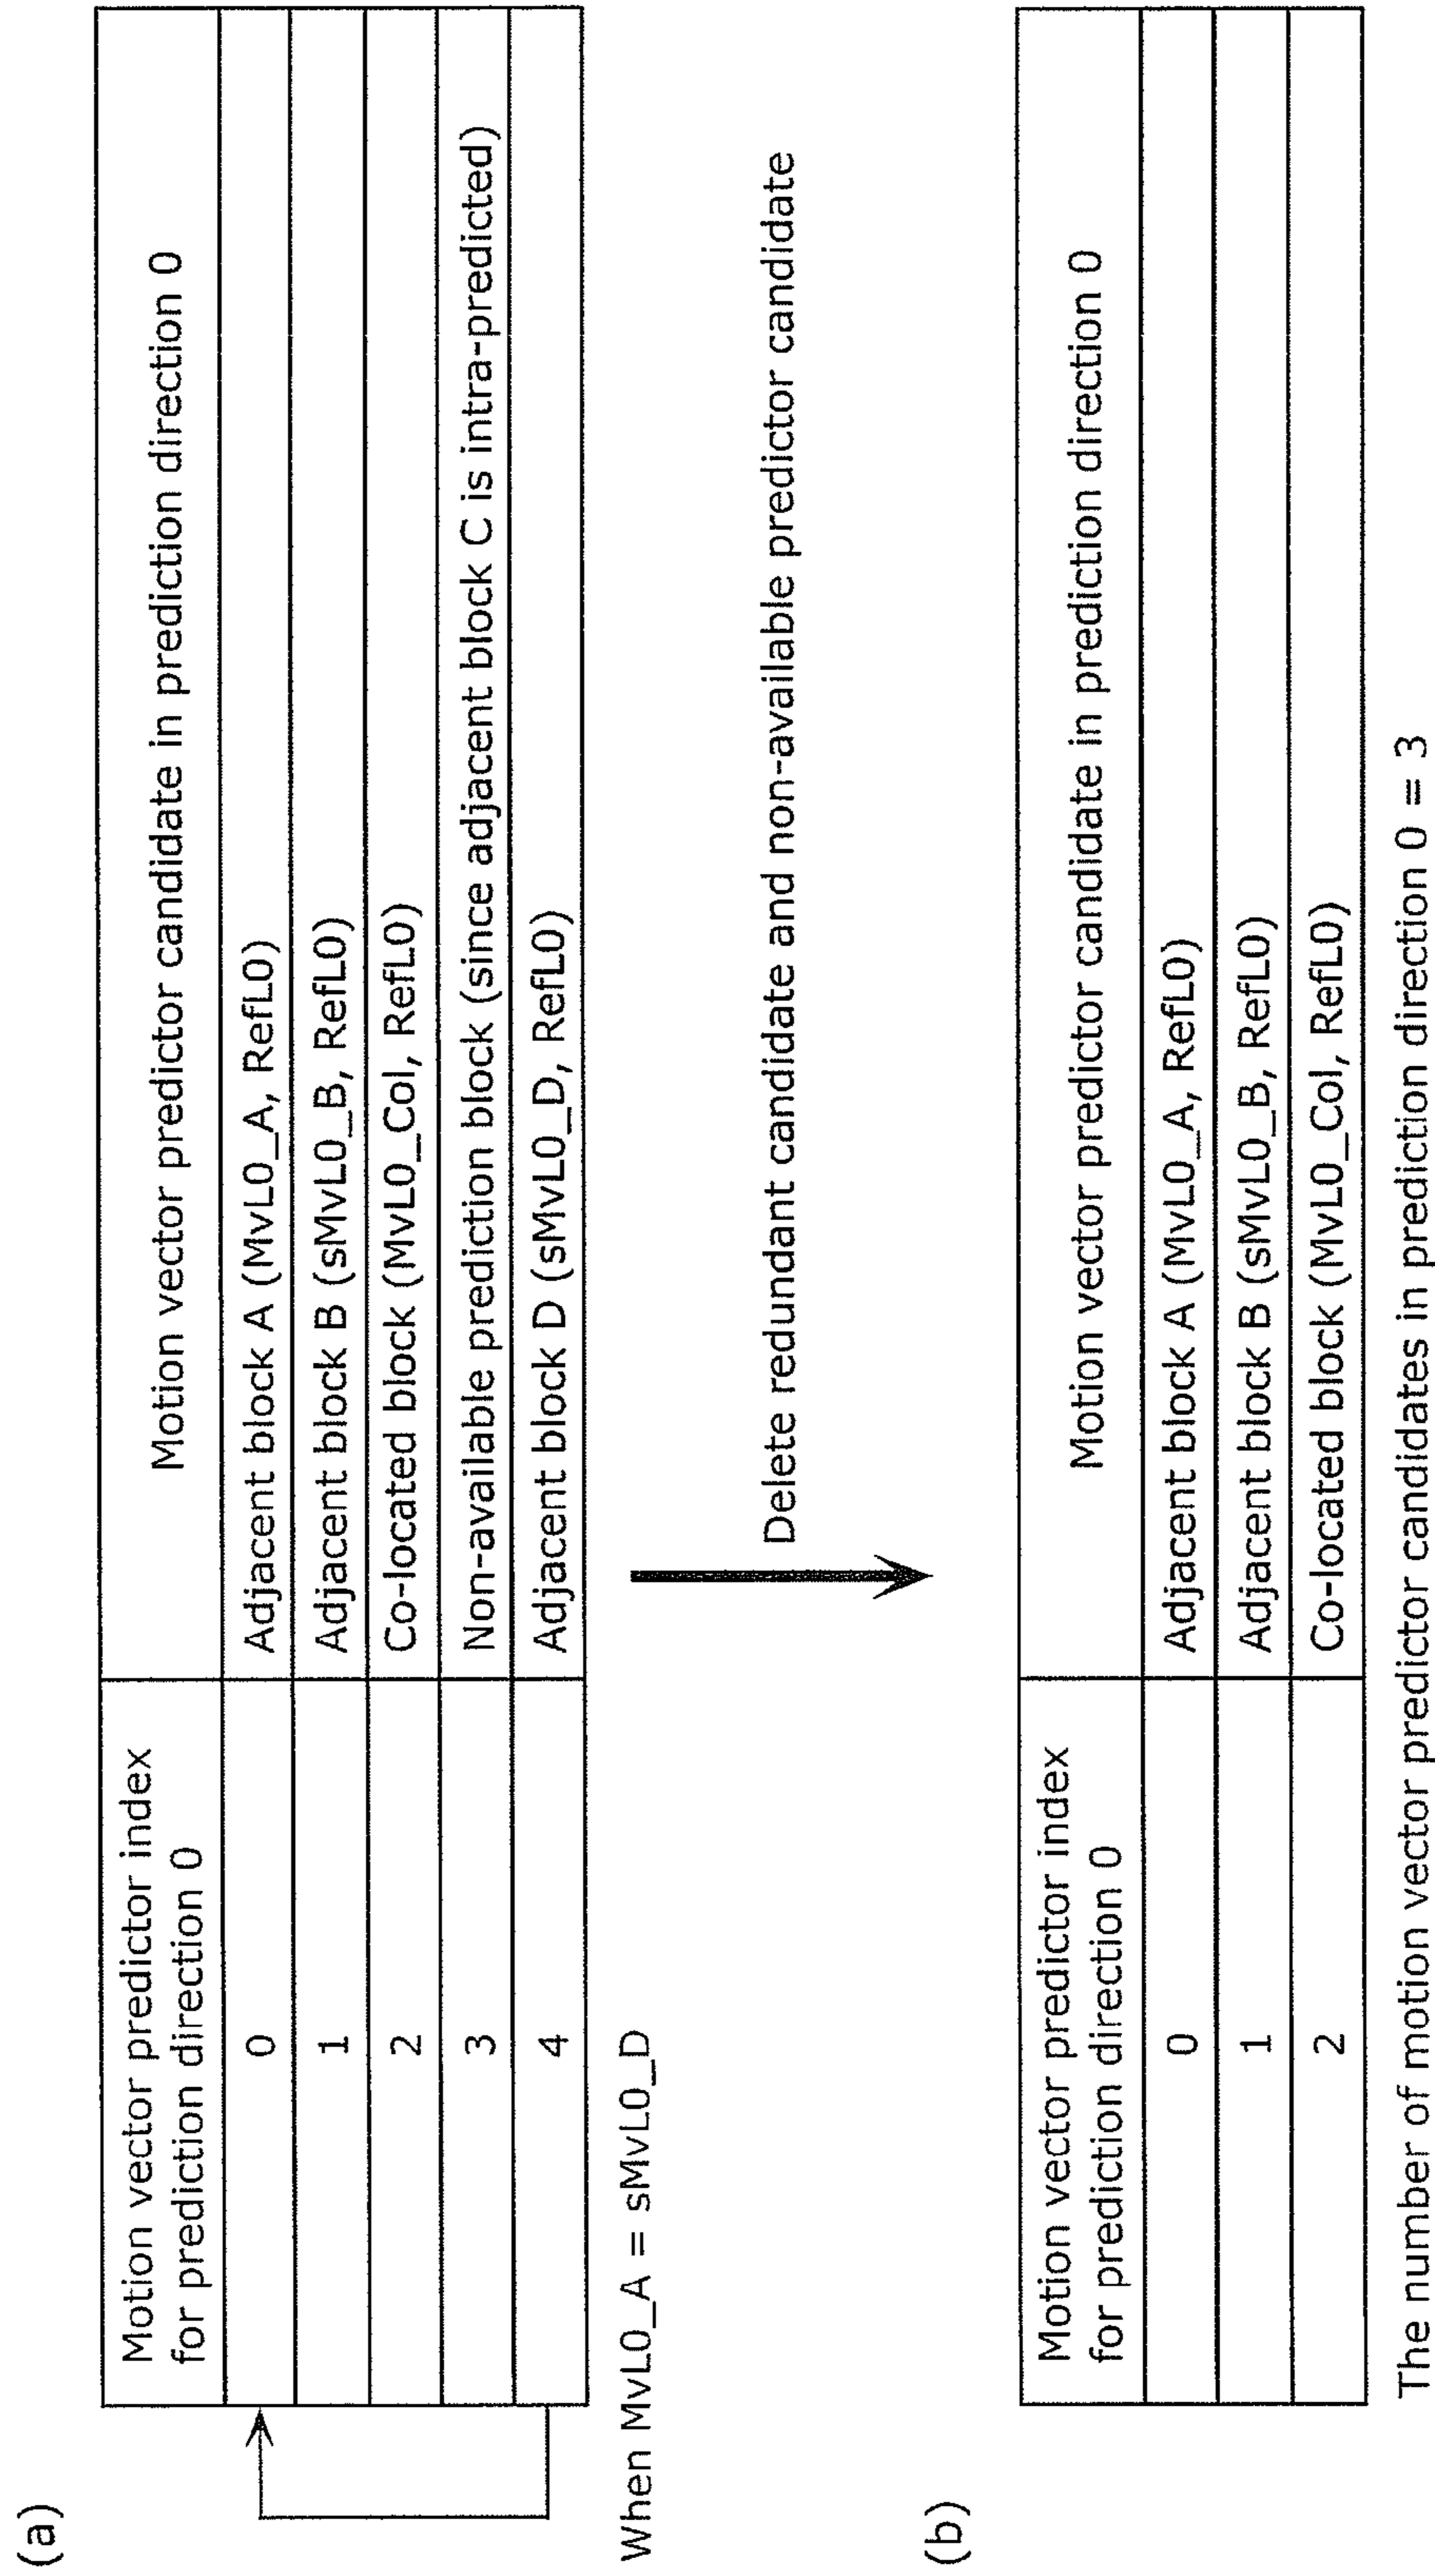 (a)
Motion vector predictor index
for prediction direction 0
Motion vector predictor candidate in prediction direction 0
0
Adjacent block A (MvL0_A, RefL0)
1
Adjacent block B (sMvL0_B, RefL0)
2
Co-located block (MvL0_Col, RefL0)
3
Non-available prediction block (since adjacent block C is intra-predicted)
4
Adjacent block D (sMvL0_D, RefL0)
When MvL0_A = sMvL0_D
Delete redundant candidate and non-available predictor candidate
(b)
Motion vector predictor index
for prediction direction 0
Motion vector predictor candidate in prediction direction 0
0
Adjacent block A (MvL0_A, RefL0)
1
Adjacent block B (sMvL0_B, RefL0)
2
Co-located block (MvL0_Col, RefL0)
The number of motion vector predictor candidates in prediction direction 0 = 3